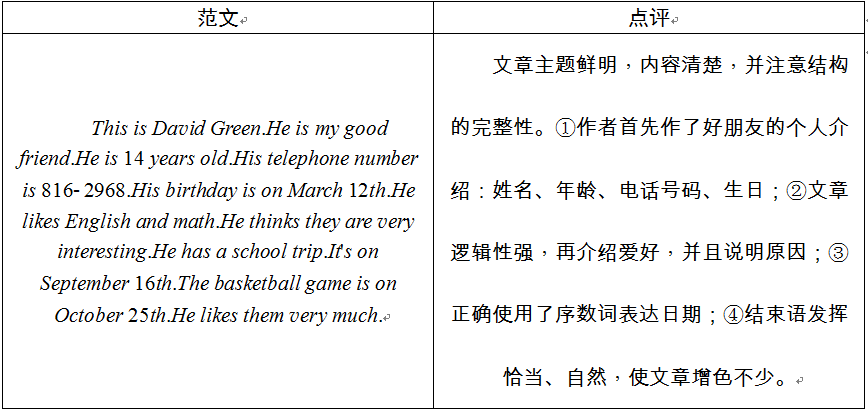 范文
点评
This is David Green.He is my good
friend.He is 14 years old.His telephone number
is 816- 2968.His birthday is on March 12th.He
likes English and math.He thinks they are very
interesting.He has a school trip.It's on
September 16th.The basketball game is on
October 25th.He likes them very much.
文章主题鲜明，内容清楚，并注意结构
的完整性。①作者首先作了好朋友的个人介
绍：姓名、年龄、电话号码、生日；②文章
逻辑性强，再介绍爱好，并且说明原因；③
正确使用了序数词表达日期；④结束语发挥
恰当、自然，使文章增色不少。